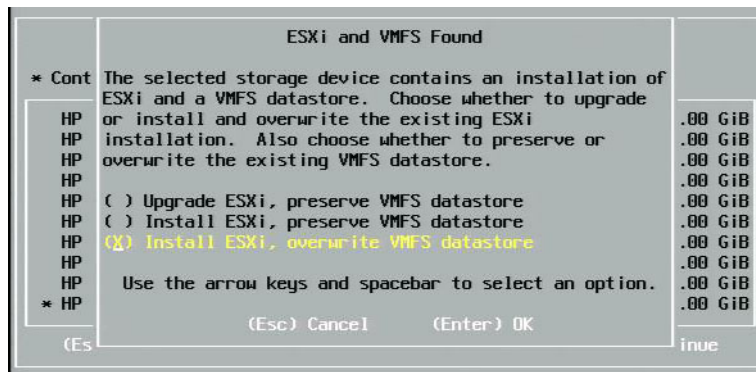 ESXi and VMFS Found
* Cont
The selected storage device contains an installation of
ESXi and a VMFS datastore. Choose whether to upgrade
or install and overwrite the existing ESXi
installation. Also choose whether to preserve or
overwrite the existing VMFS datastore.
( ) Upgrade ESXi, preserve VMFS datastore
( ) Install ESXi, preserve VMFS datastore
(X) Install ESXi, overwrite VMFS datastore
Use the arrow keys and spacebar to select an option.
(Esc) Cancel (Enter) OK
HP .00 GiB
HP .00 GiB
HP .00 GiB
HP .00 GiB
HP .00 GiB
HP .00 GiB
HP .00 GiB
HP .00 GiB
HP .00 GiB
* HP .00 GiB
(Es inue